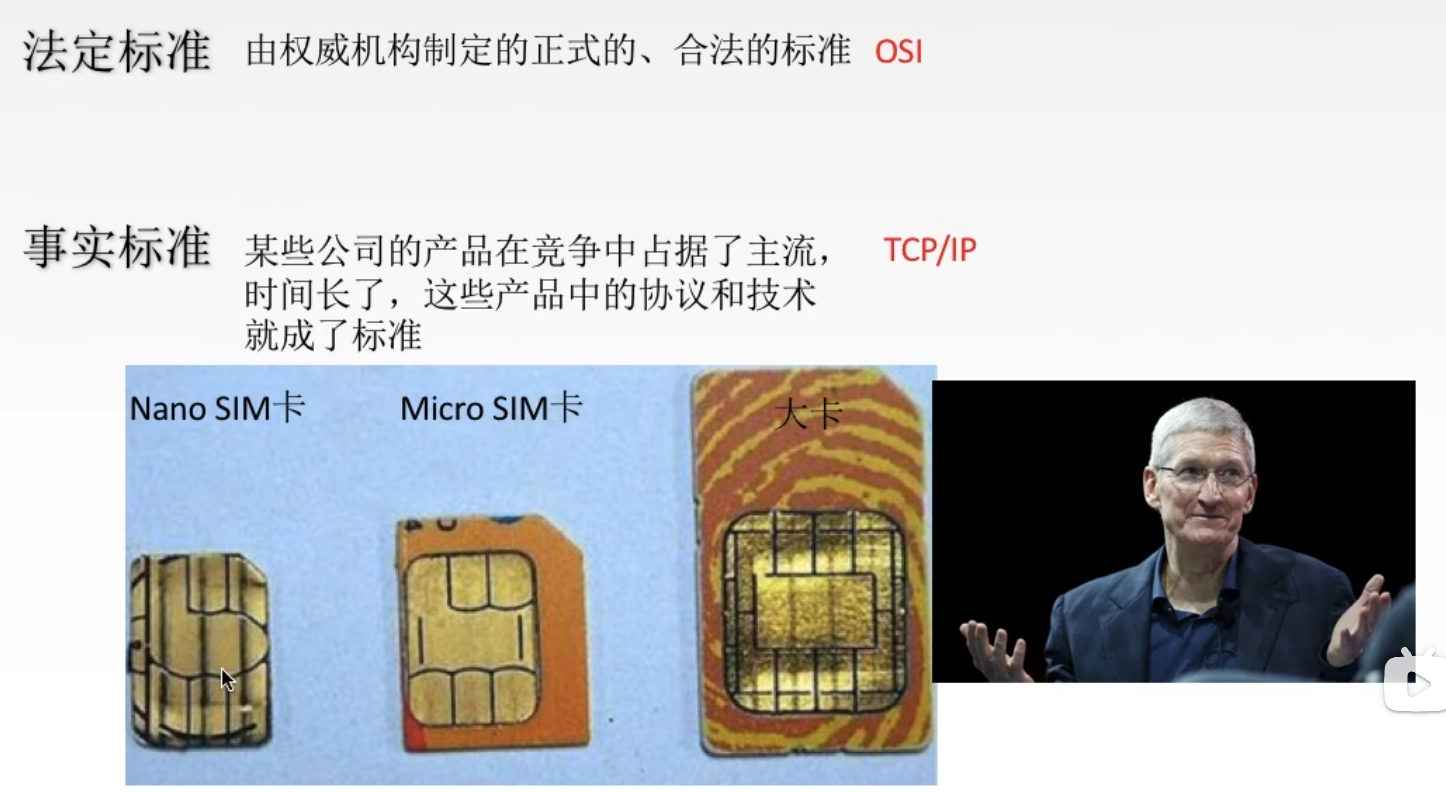 法定标准 由权威机构制定的正式的、合法的标准 OSI
事实标准 某些公司的产品在竞争中占据了主流， TCP/IP
时间长了，这些产品中的协议和技术
就成了标准
Nano SIM卡 Micro SIM卡 大卡